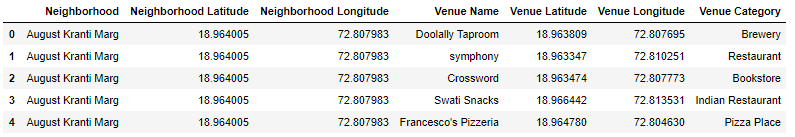 Neighborhood Neighborhood Latitude Neighborhood Longitude Venue Name Venue Latitude Venue Longitude Venue Category
0 August Kranti Marg 18.964005 72.807983 Doolally Taproom 18.963809 72.807695 Brewery
1 August Kranti Marg 18.964005 72.807983 symphony 18.963347 72.810251 Restaurant
2 August Kranti Marg 18.964005 72.807983 Crossword 18.963474 72.807773 Bookstore
3 August Kranti Marg 18.964005 72.807983 Swati Snacks 18.966442 72.813531 Indian Restaurant
4 August Kranti Marg 18.964005 72.807983 Francesco's Pizzeria 18.964780 72.804630 Pizza Place